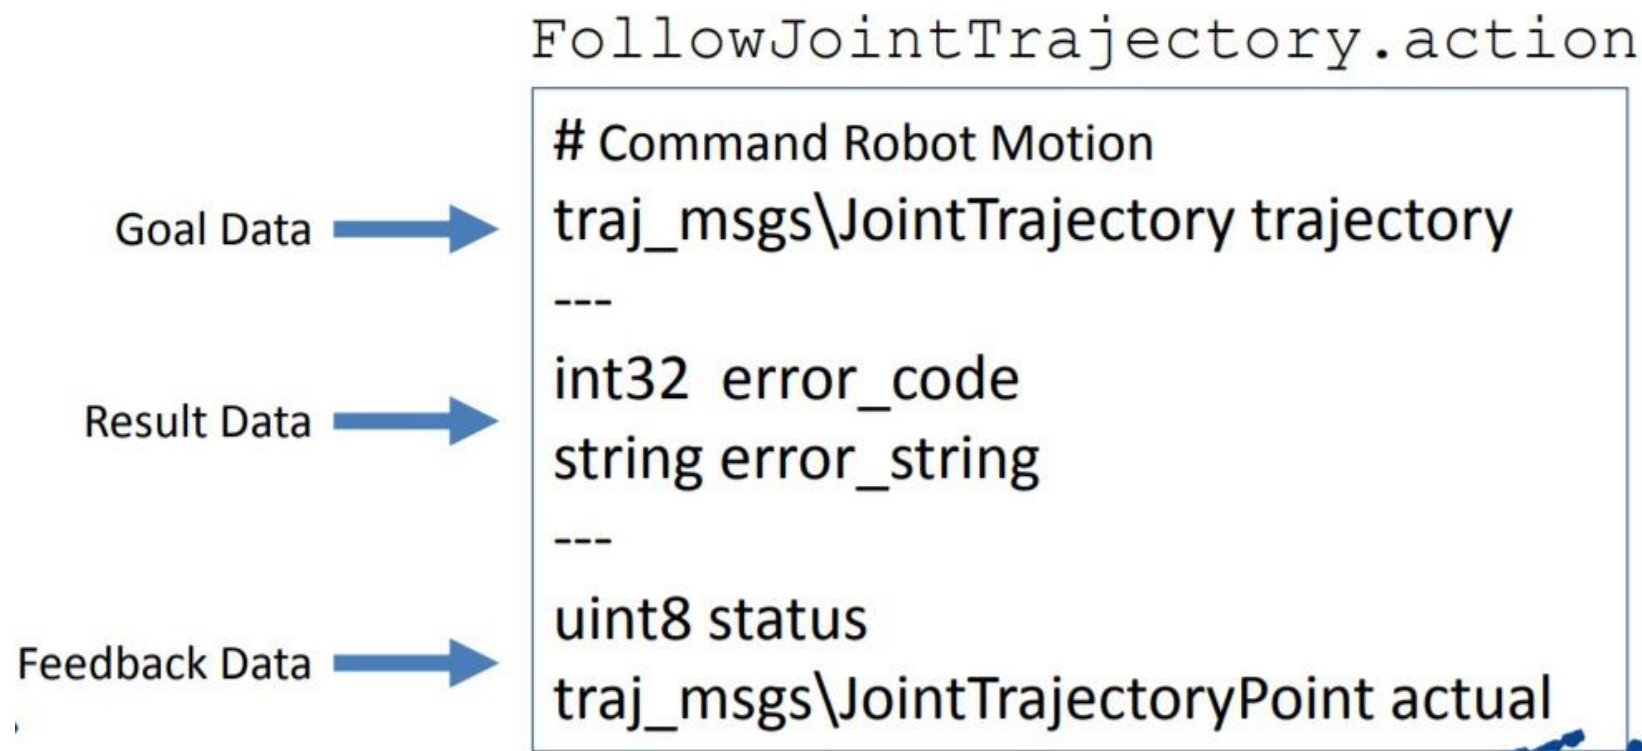 FollowJointTrajectory.action
# Command Robot Motion
Goal Data
traj_msgs\JointTrajectory trajectory
---
Result Data
int32  error_code
string error_string
---
Feedback Data
uint8 status
traj_msgs\JointTrajectoryPoint actual